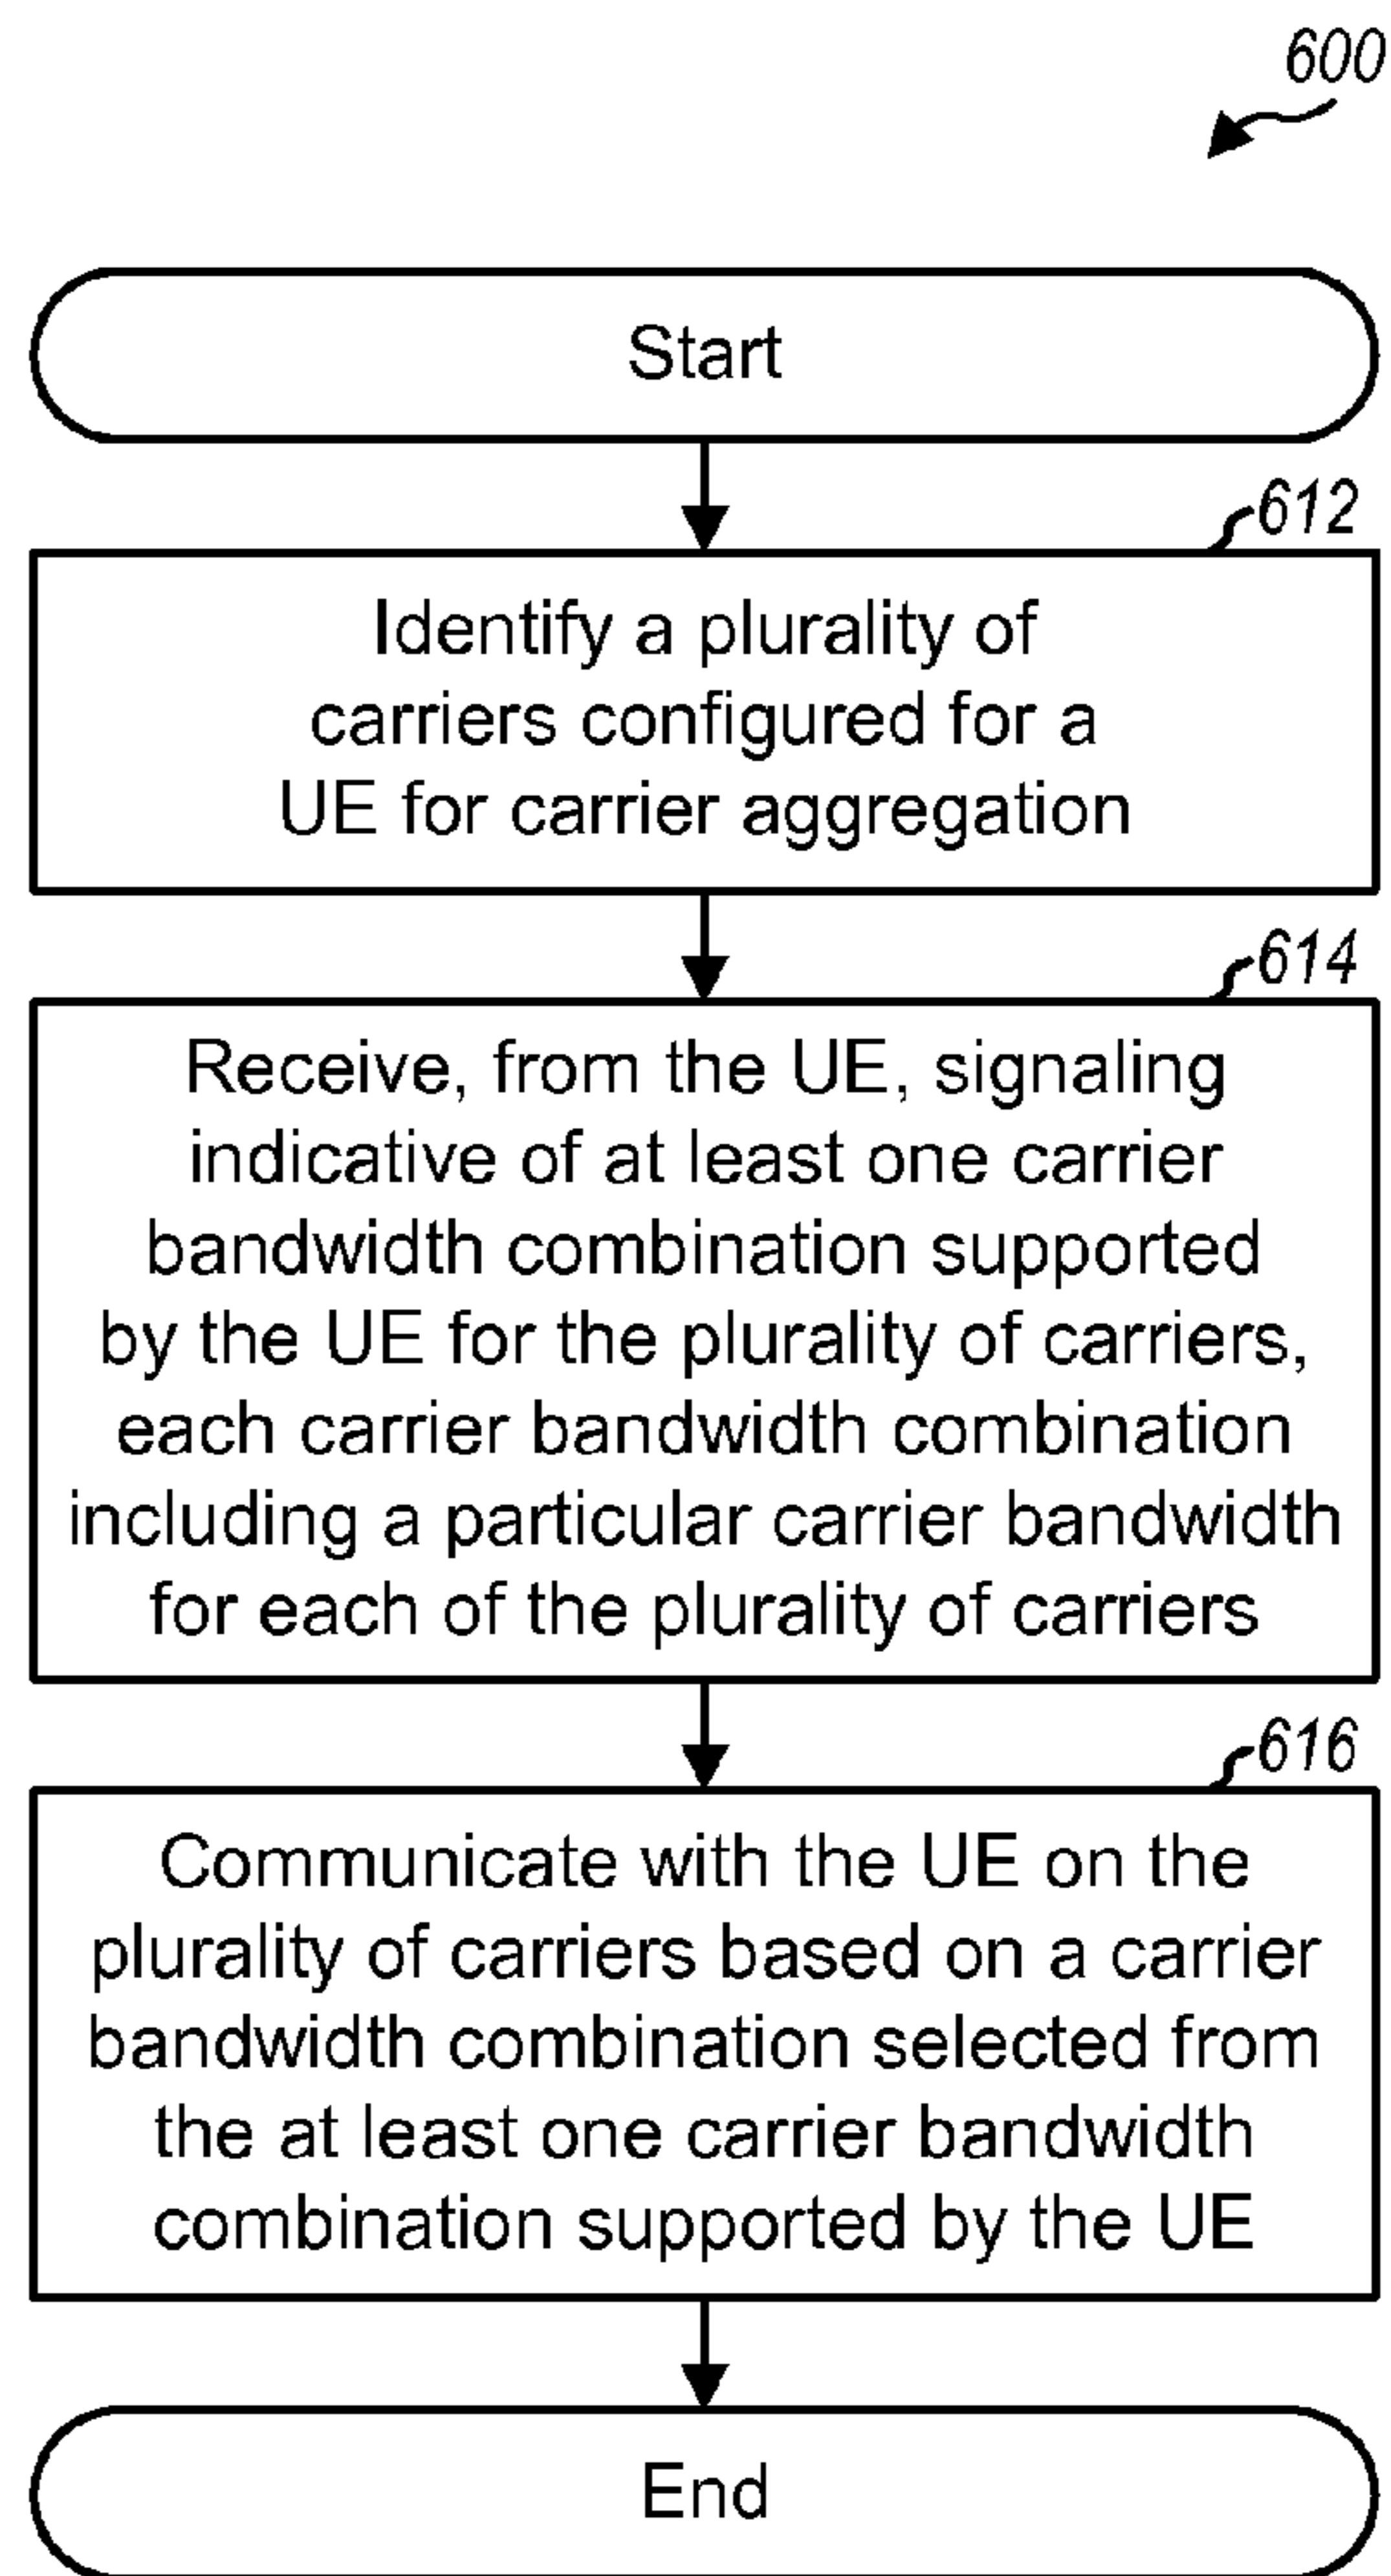 600
Start
612
Identify a plurality of
carriers configured for a
UE for carrier aggregation
614
Receive, from the UE, signaling
indicative of at least one carrier
bandwidth combination supported
by the UE for the plurality of carriers,
each carrier bandwidth combination
including a particular carrier bandwidth
for each of the plurality of carriers
616
Communicate with the UE on the
plurality of carriers based on a carrier
bandwidth combination selected from
the at least one carrier bandwidth
combination supported by the UE
End